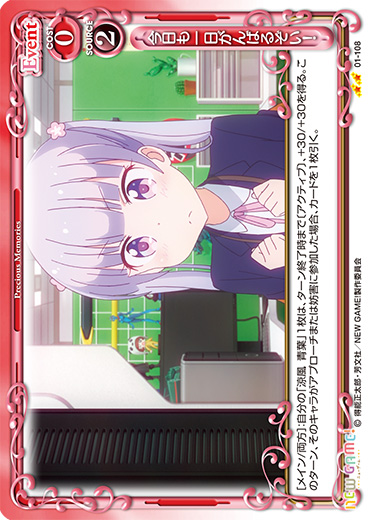 Event
COST
0
SOURCE
2
今日も一日がんばるぞい！
Precious Memories
[メイン/両方]：自分の「涼風 青葉」1枚は、ターン終了時まで〔アクティブ〕、+30/+30を得る。こ
のターン、そのキャラがアプローチまたは妨害に参加した場合、カードを1枚引く。
NEW GAME!
© 得能正太郎・芳文社／NEW GAME!製作委員会
01-108